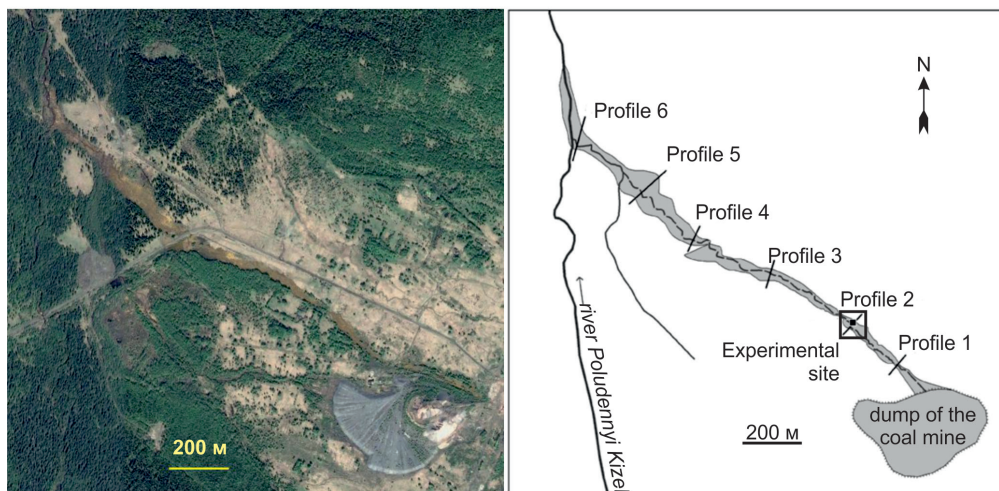 200 м
N
Profile 6
Profile 5
Profile 4
Profile 3
Profile 2
Experimental
site
Profile 1
river Poludennyi Kizel
200 м
dump of the
coal mine